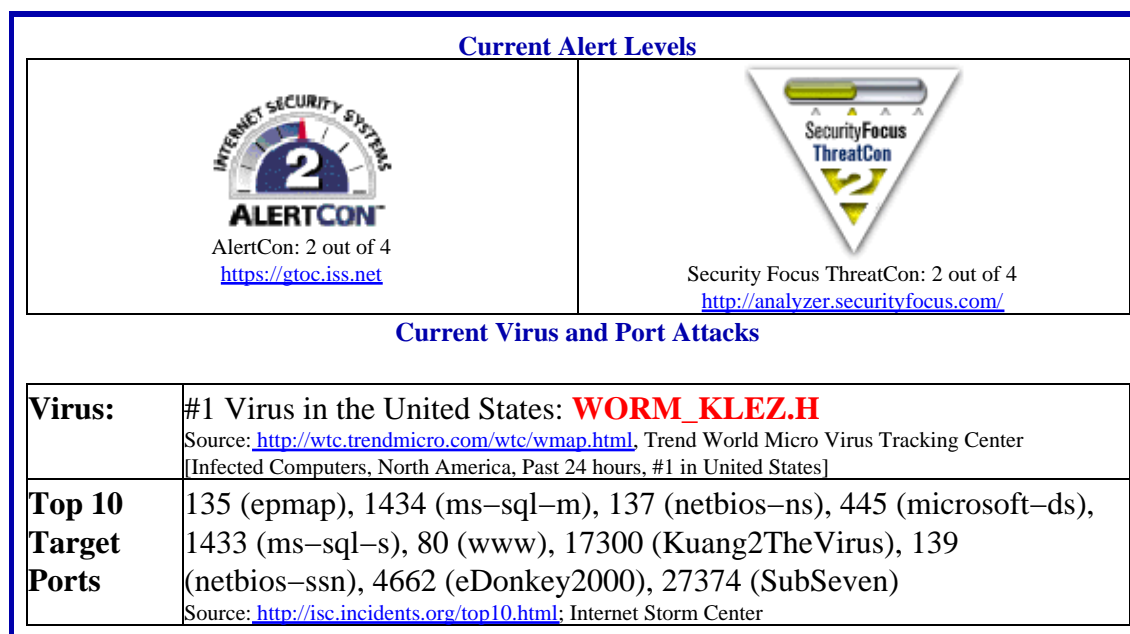 Current Alert Levels
INTERNET SECURITY SYSTEMS
2
ALERTCON™
AlertCon: 2 out of 4
https://gtoc.iss.net
SecurityFocus
ThreatCon
2
Security Focus ThreatCon: 2 out of 4
http://analyzer.securityfocus.com/
Current Virus and Port Attacks
Virus:
#1 Virus in the United States: WORM_KLEZ.H
Source: http://wtc.trendmicro.com/wtc/wmap.html, Trend World Micro Virus Tracking Center
[Infected Computers, North America, Past 24 hours, #1 in United States]
Top 10
Target
Ports
135 (epmap), 1434 (ms−sql−m), 137 (netbios−ns), 445 (microsoft−ds),
1433 (ms−sql−s), 80 (www), 17300 (Kuang2TheVirus), 139
(netbios−ssn), 4662 (eDonkey2000), 27374 (SubSeven)
Source: http://isc.incidents.org/top10.html; Internet Storm Center